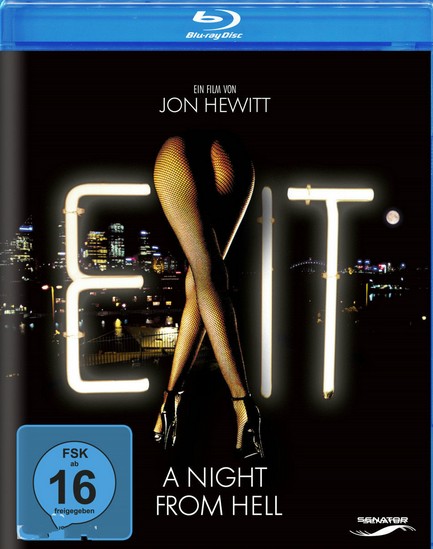 Blu-ray Disc
EIN FILM VON
JON HEWITT
EXIT
A NIGHT
FROM HELL
FSK
ab
16
freigegeben
SENATOR